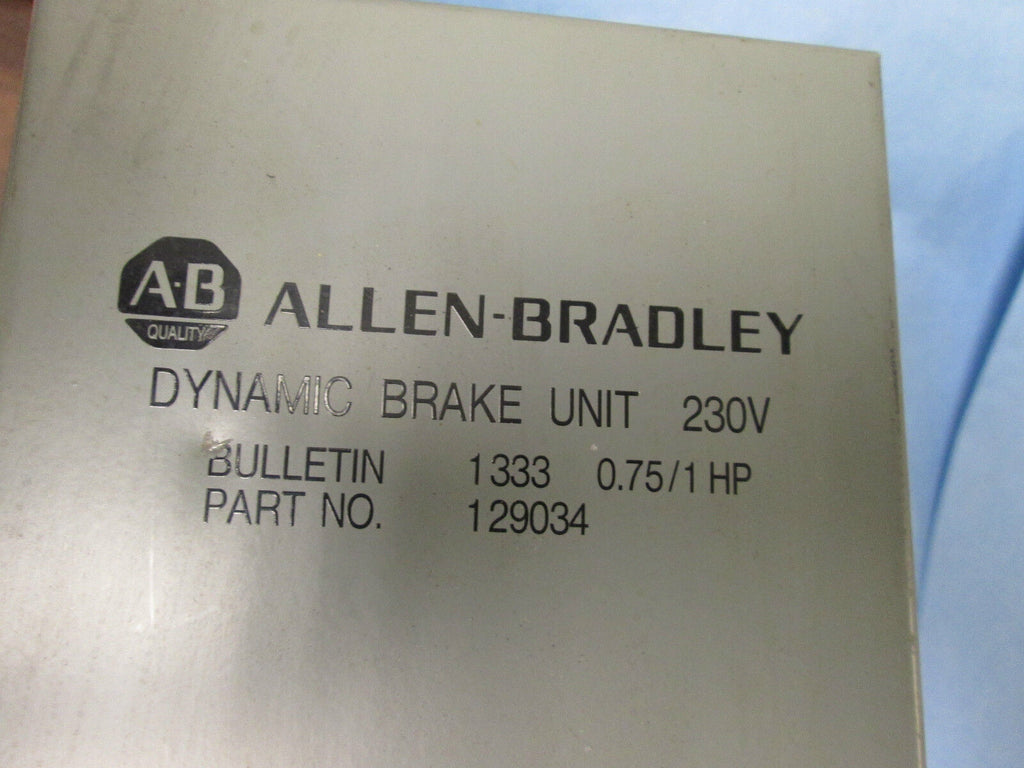 A-B QUALITY
ALLEN-BRADLEY
DYNAMIC BRAKE UNIT 230V
BULLETIN 1333 0.75/1 HP
PART NO. 129034